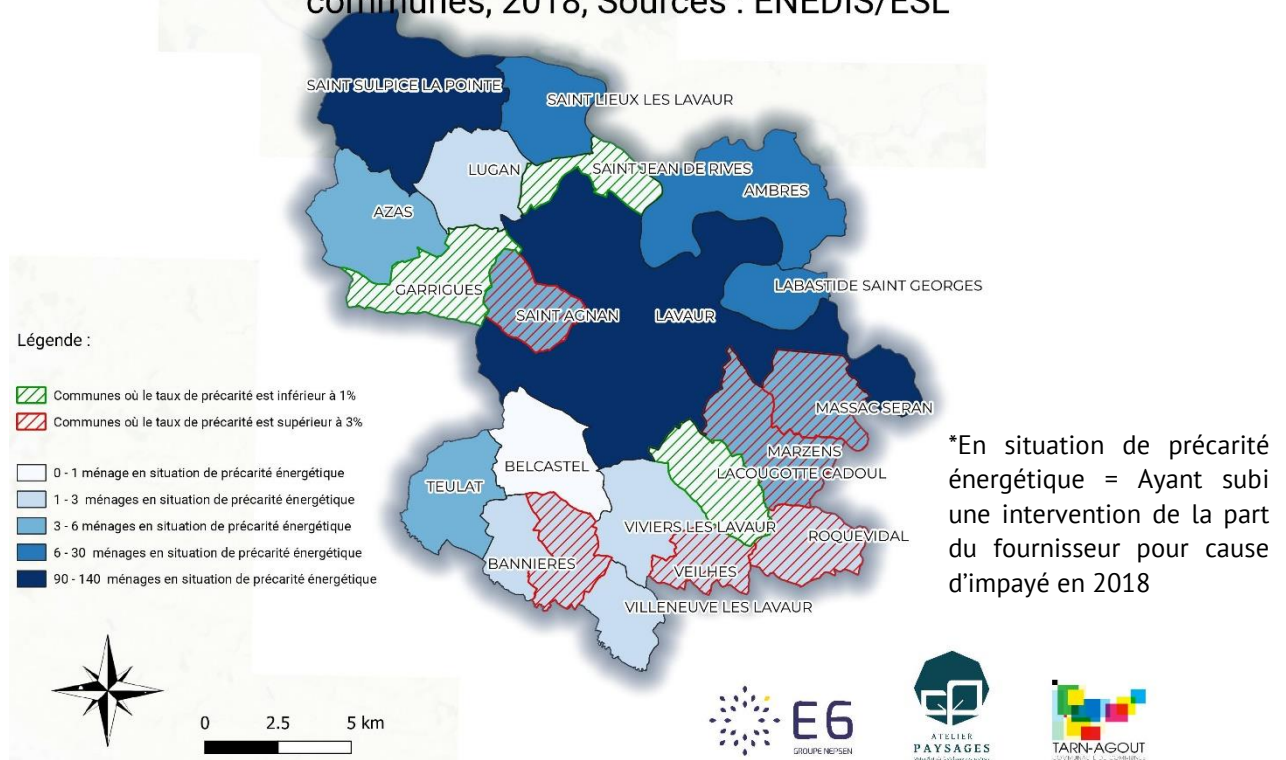 communes, 2018, Sources : ENEDIS/ESL
SAINT SULPICE LA POINTE
SAINT LIEUX LES LAVAUR
LUGAN
SAINT JEAN DE RIVES
AMBRES
AZAS
GARRIGUES
LABASTIDE SAINT GEORGES
SAINT AGNAN
LAVAUR
MASSAC SERAN
MARZENS
LACOUGOTTE CADOUL
BELCASTEL
TEULAT
VIVIERS LES LAVAUR
ROQUEVIDAL
BANNIERES
VEILHES
VILLENEUVE LES LAVAUR
Légende :
Communes où le taux de précarité est inférieur à 1%
Communes où le taux de précarité est supérieur à 3%
0 - 1 ménage en situation de précarité énergétique
1 - 3 ménages en situation de précarité énergétique
3 - 6 ménages en situation de précarité énergétique
6 - 30 ménages en situation de précarité énergétique
90 - 140 ménages en situation de précarité énergétique
*En situation de précarité
énergétique = Ayant subi
une intervention de la part
du fournisseur pour cause
d'impayé en 2018
0 2.5 5 km
E6
GROUPE NEPSEN
ATELIER
PAYSAGES
TARN-AGOUT
COMMUNAUTÉ DE COMMUNES